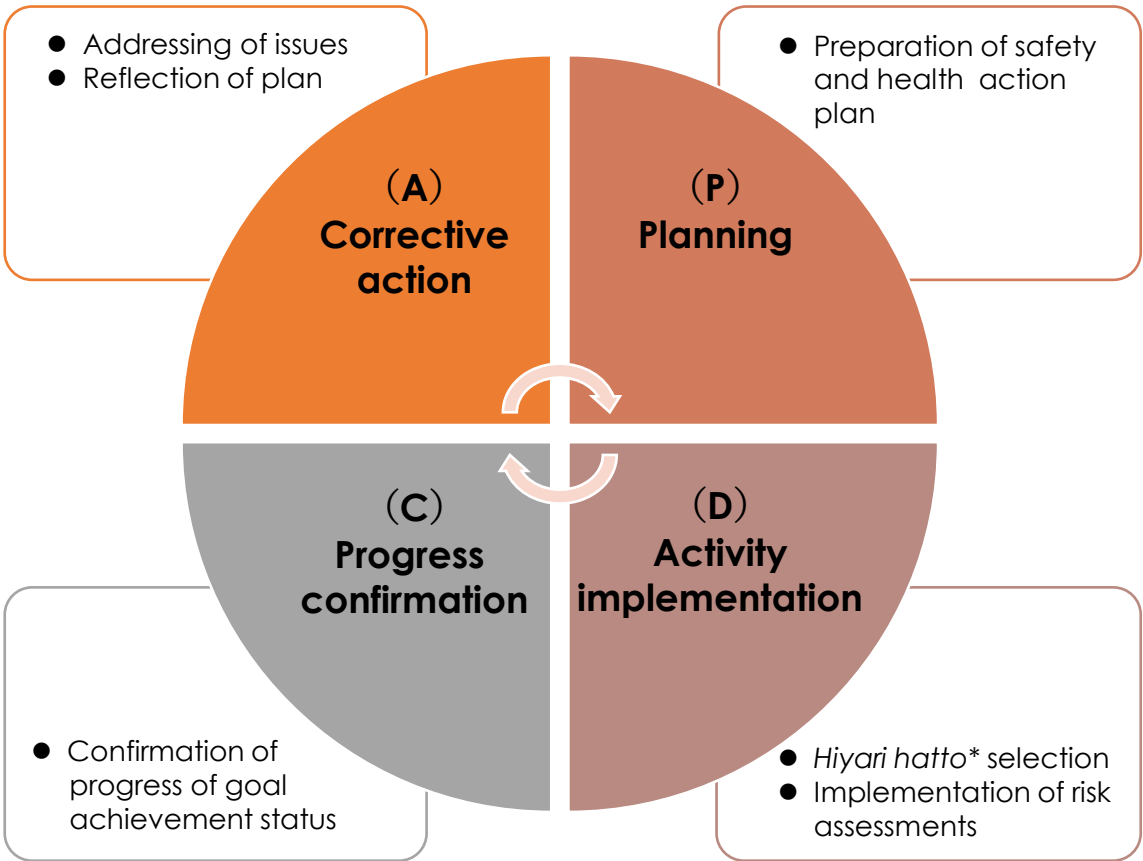 ● Addressing of issues
● Reflection of plan
● Preparation of safety
and health action
plan
（A）
Corrective
action
（P）
Planning
（C）
Progress
confirmation
（D）
Activity
implementation
● Confirmation of
progress of goal
achievement status
● Hiyari hatto* selection
● Implementation of risk
assessments